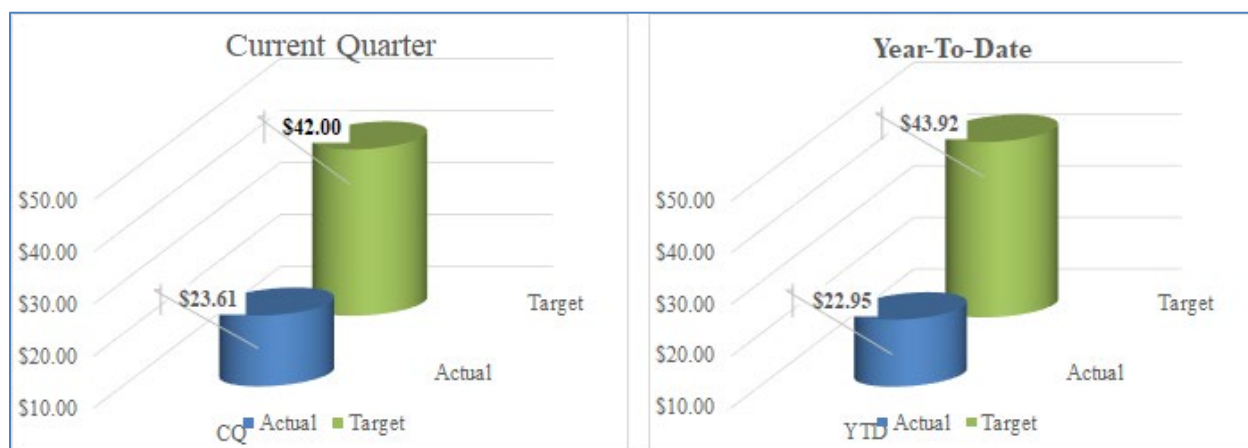 Current Quarter
$42.00
$50.00
$40.00
$30.00
$23.61
Target
$20.00
Actual
$10.00
CQ
Actual Target
Year-To-Date
$43.92
$50.00
$40.00
$30.00
$22.95
Target
$20.00
Actual
$10.00
YTD
Actual Target